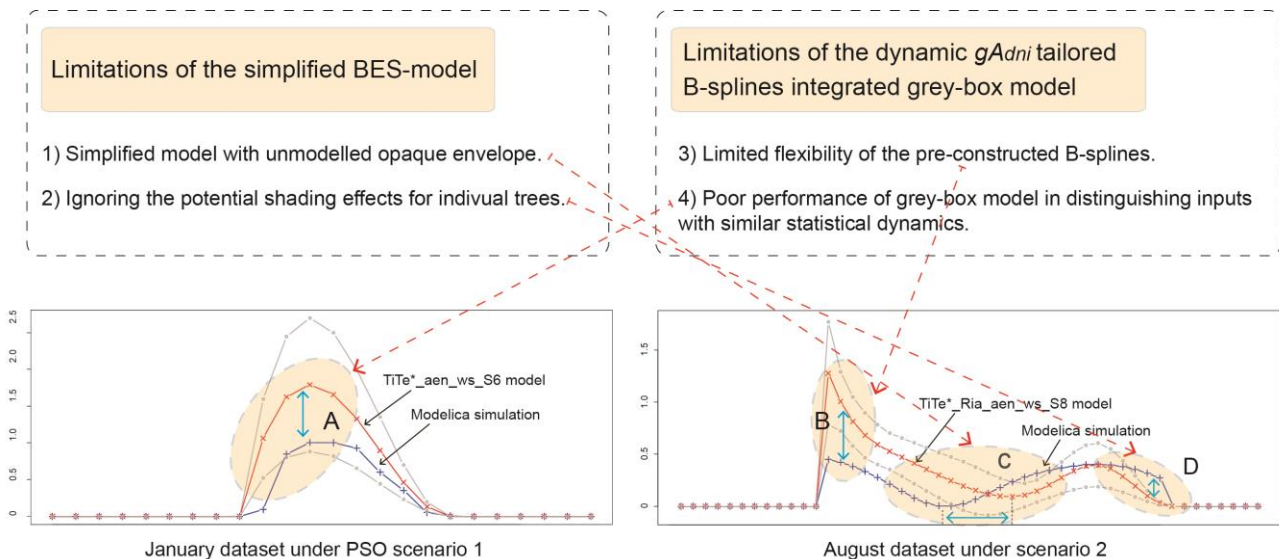 Limitations of the simplified BES-model
1) Simplified model with unmodelled opaque envelope.
2) Ignoring the potential shading effects for indivual trees.
Limitations of the dynamic gAdni tailored
B-splines integrated grey-box model
3) Limited flexibility of the pre-constructed B-splines.
4) Poor performance of grey-box model in distinguishing inputs
with similar statistical dynamics.
2.5
2.0
1.5
1.0
0.5
0.0
A
TiTe*_aen_ws_S6 model
Modelica simulation
January dataset under PSO scenario 1
1.5
1.0
0.5
0.0
B
TiTe*_Ria_aen_ws_S8 model
Modelica simulation
C
D
August dataset under scenario 2